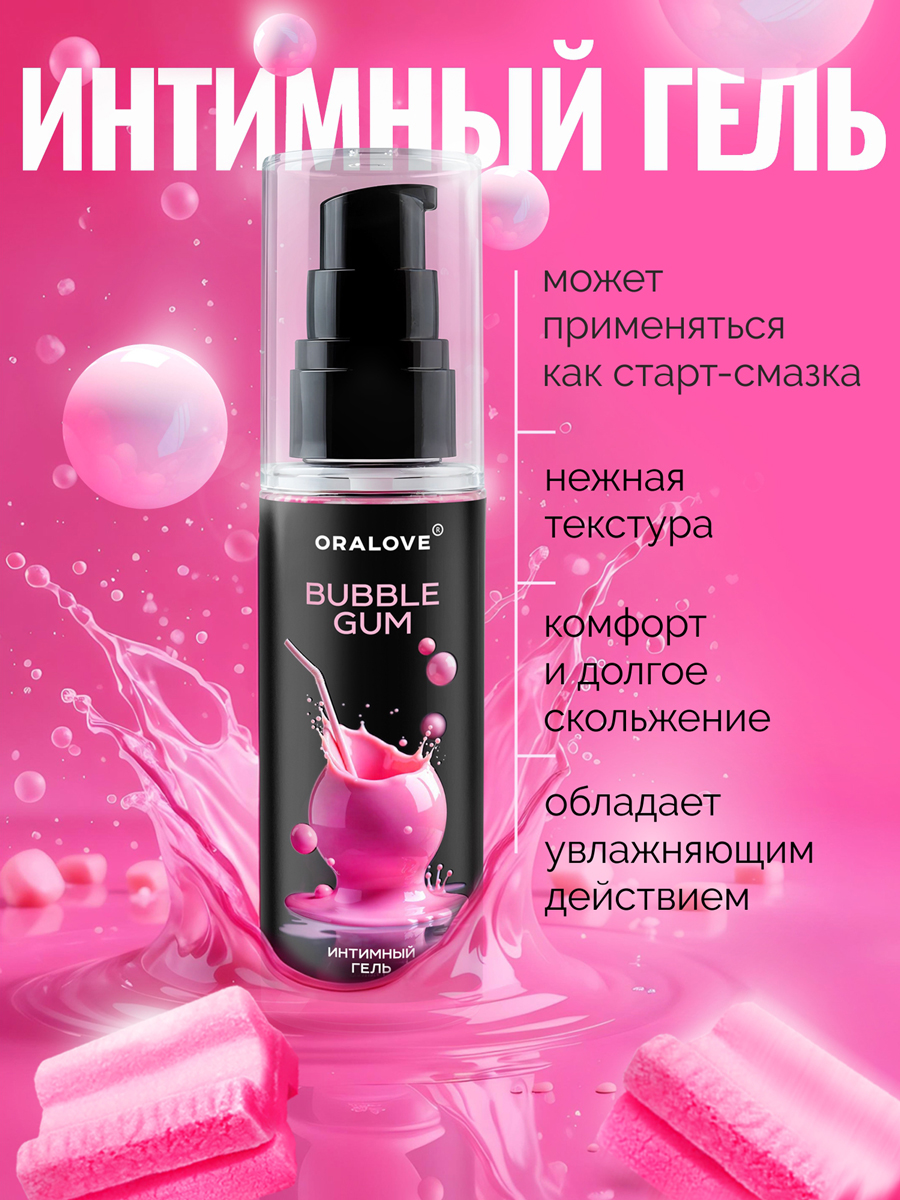 ИНТИМНЫЙ ГЕЛЬ
может
применяться
как старт-смазка
нежная
текстура
комфорт
и долгое
скольжение
обладает
увлажняющим
действием
ORALOVE®
BUBBLE
GUM
ИНТИМНЫЙ
ГЕЛЬ